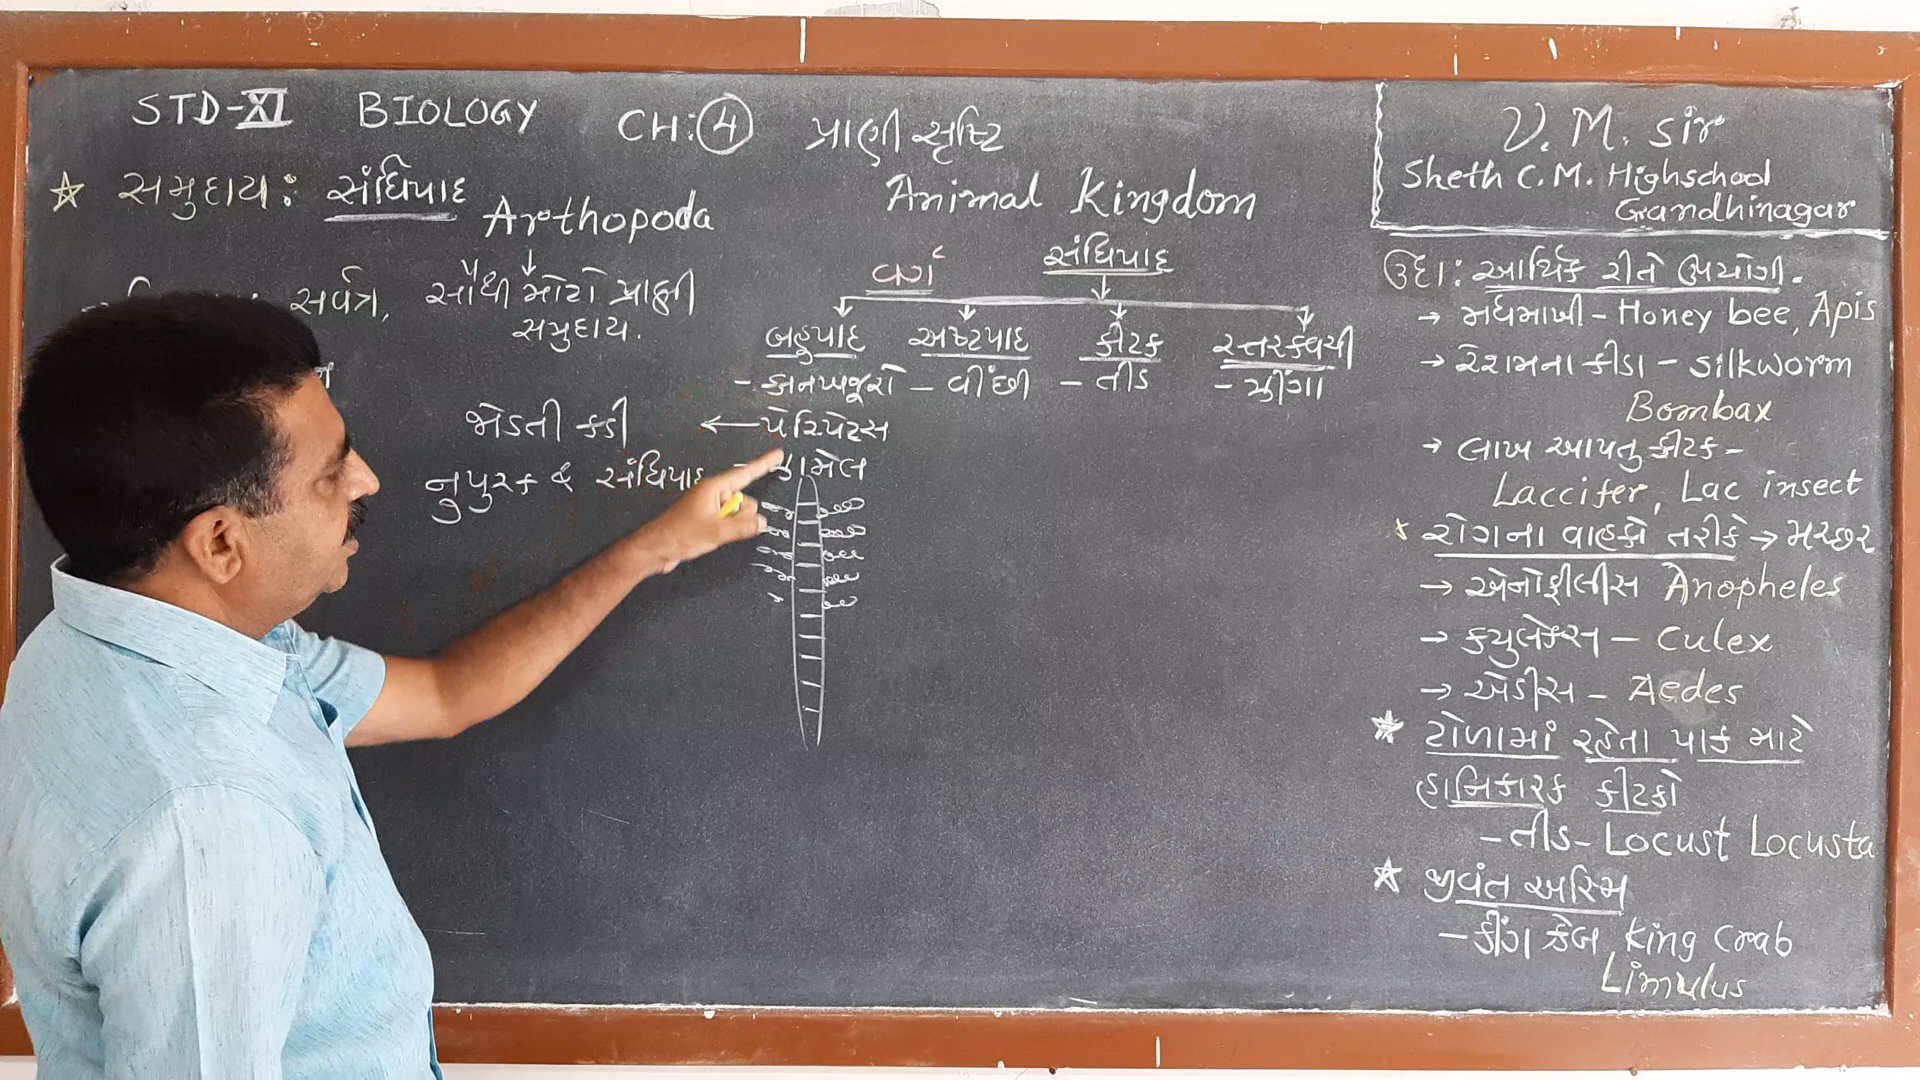 STD-XI BIOLOGY CH:④ પ્રાણી સૃષ્ટિ
Animal Kingdom
V. M. Sir
Sheth C. M. Highschool
Gandhinagar
☆ સમુદાય: સંધિપાદ
Arthopoda
સર્વત્ર, સૌથી મોટો પ્રાણી
સમુદાય.
જોડતી કડી
નુપુરક & સંધિપાદ
વર્ગ સંધિપાદ
બહુપાદ અષ્ટપાદ કીટક સ્તરકવચી
- કાનખજૂરો - વીંછી - તીડ - ઝીંગા
← પેરિપેટસ
ઉદા: આર્થિક રીતે ઉપયોગી.
→ મધમાખી - Honey bee, Apis
→ રેશમના કીડા - silkworm
Bombax
→ લાખ આપતુ કીટક -
Laccifer, Lac insect
* રોગના વાહકો તરીકે → મચ્છર
→ એનોફીલીસ Anopheles
→ ક્યુલેક્સ - Culex
→ એડીસ - Aedes
* ટોળામાં રહેતા પાક માટે
હાનિકારક કીટકો
- તીડ - Locust Locusta
* જીવંત અશ્મિ
- કીંગ ક્રેબ King Crab
Limulus